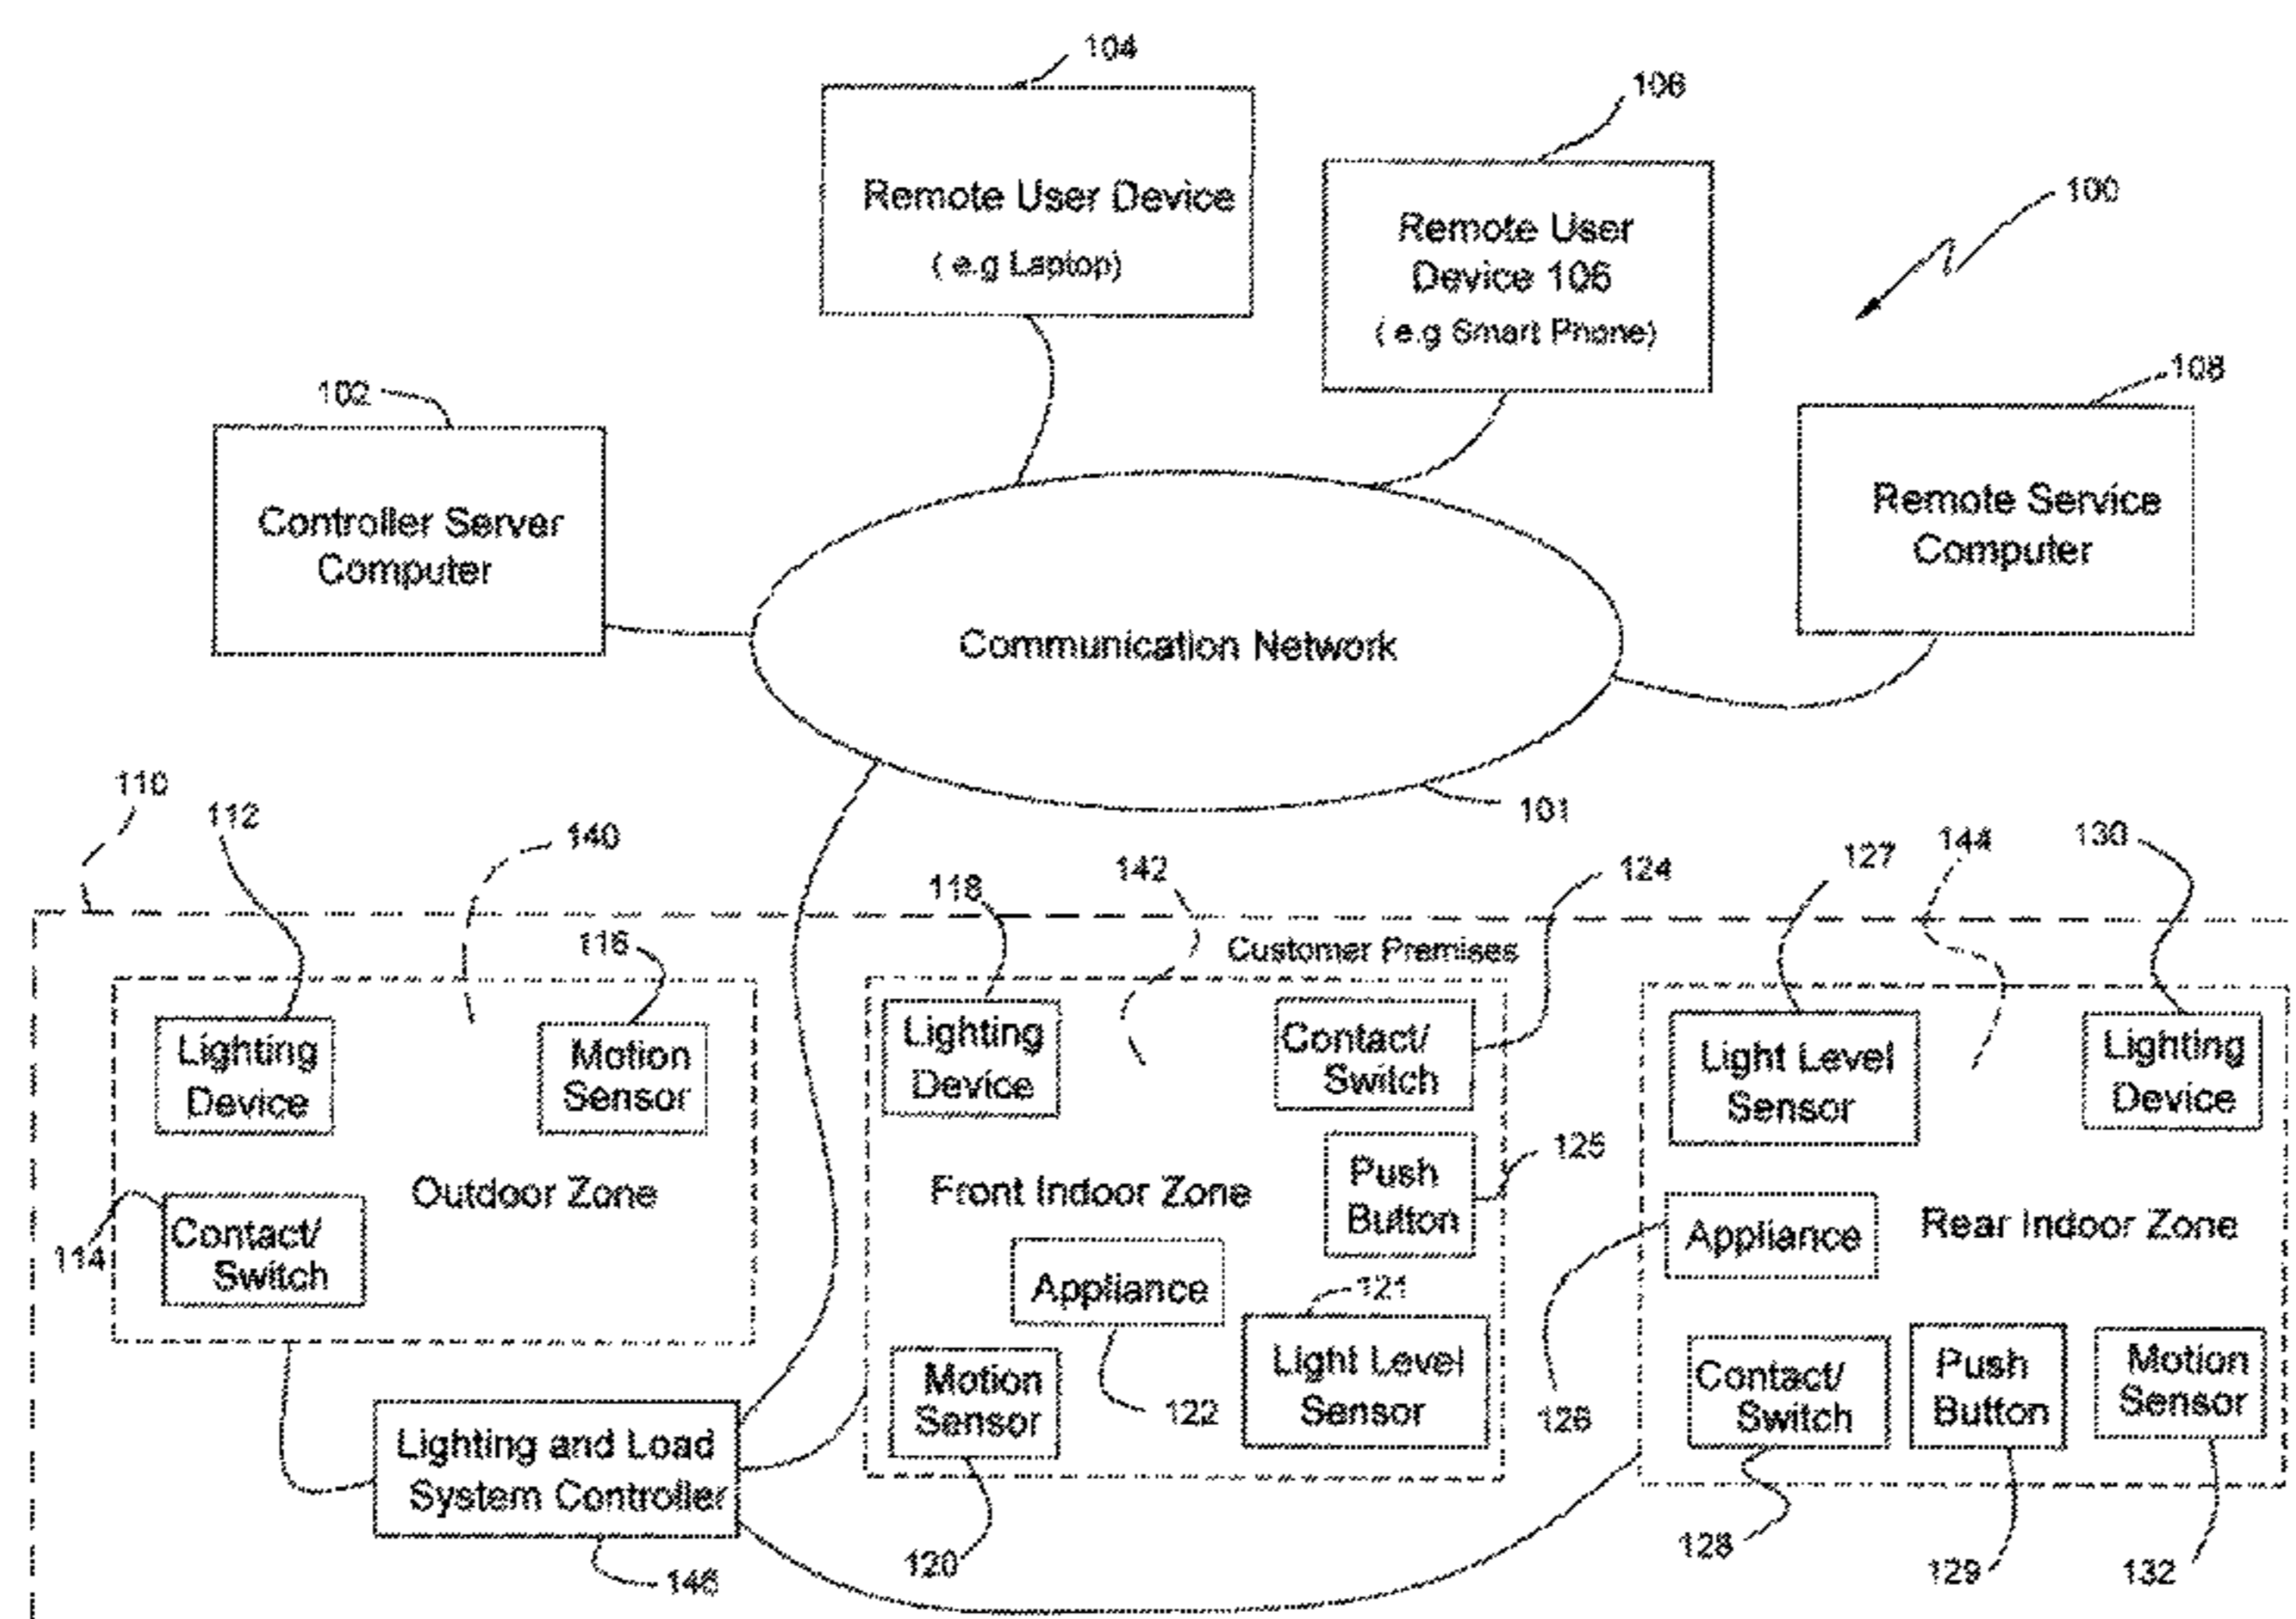 104
106
100
Remote User Device
( e.g Laptop)
Remote User
Device 106
( e.g Smart Phone)
102
108
Controller Server
Computer
Remote Service
Computer
Communication Network
101
110
112
140
116
118
142
124
127
144
130
Customer Premises
Lighting
Device
Motion
Sensor
Outdoor Zone
114
Contact/
Switch
Lighting
Device
Contact/
Switch
Push
Button
125
Front Indoor Zone
Appliance
122
121
Light Level
Sensor
Motion
Sensor
120
Light Level
Sensor
Lighting
Device
Appliance
126
Rear Indoor Zone
Contact/
Switch
Push
Button
Motion
Sensor
128
129
132
Lighting and Load
System Controller
146